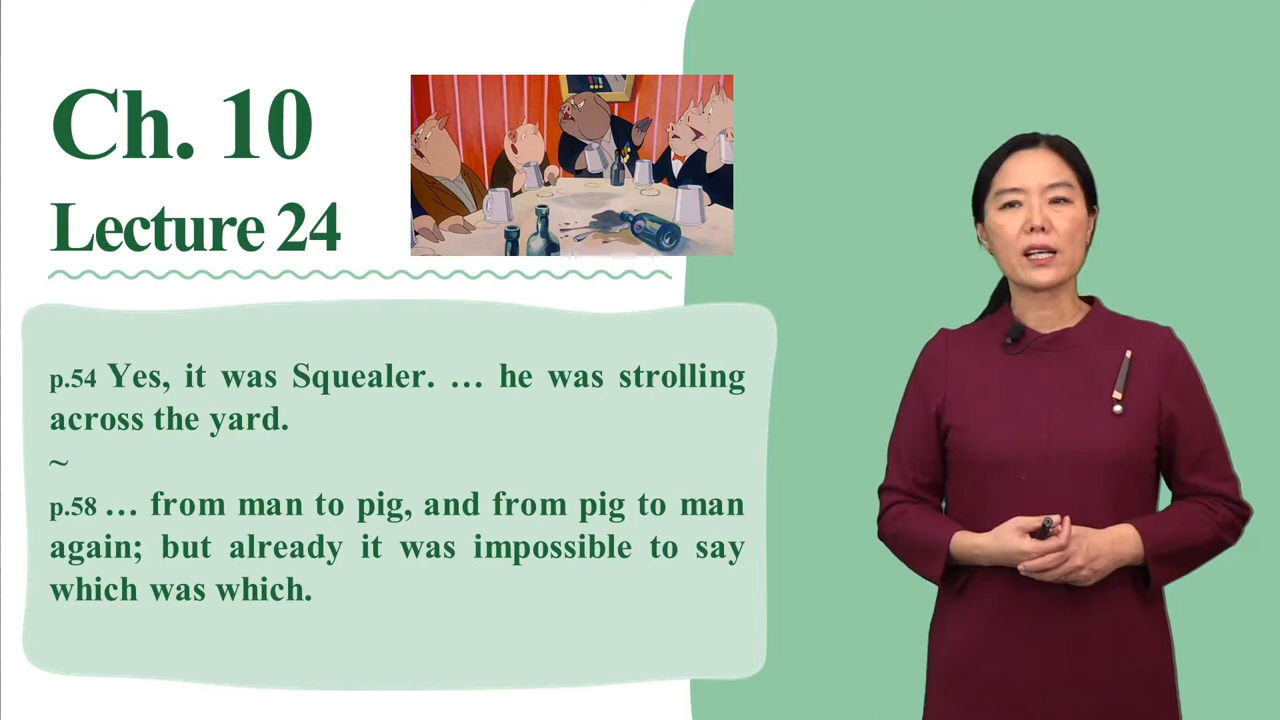 Ch. 10
Lecture 24
p.54 Yes, it was Squealer. … he was strolling
across the yard.
~
p.58 … from man to pig, and from pig to man
again; but already it was impossible to say
which was which.